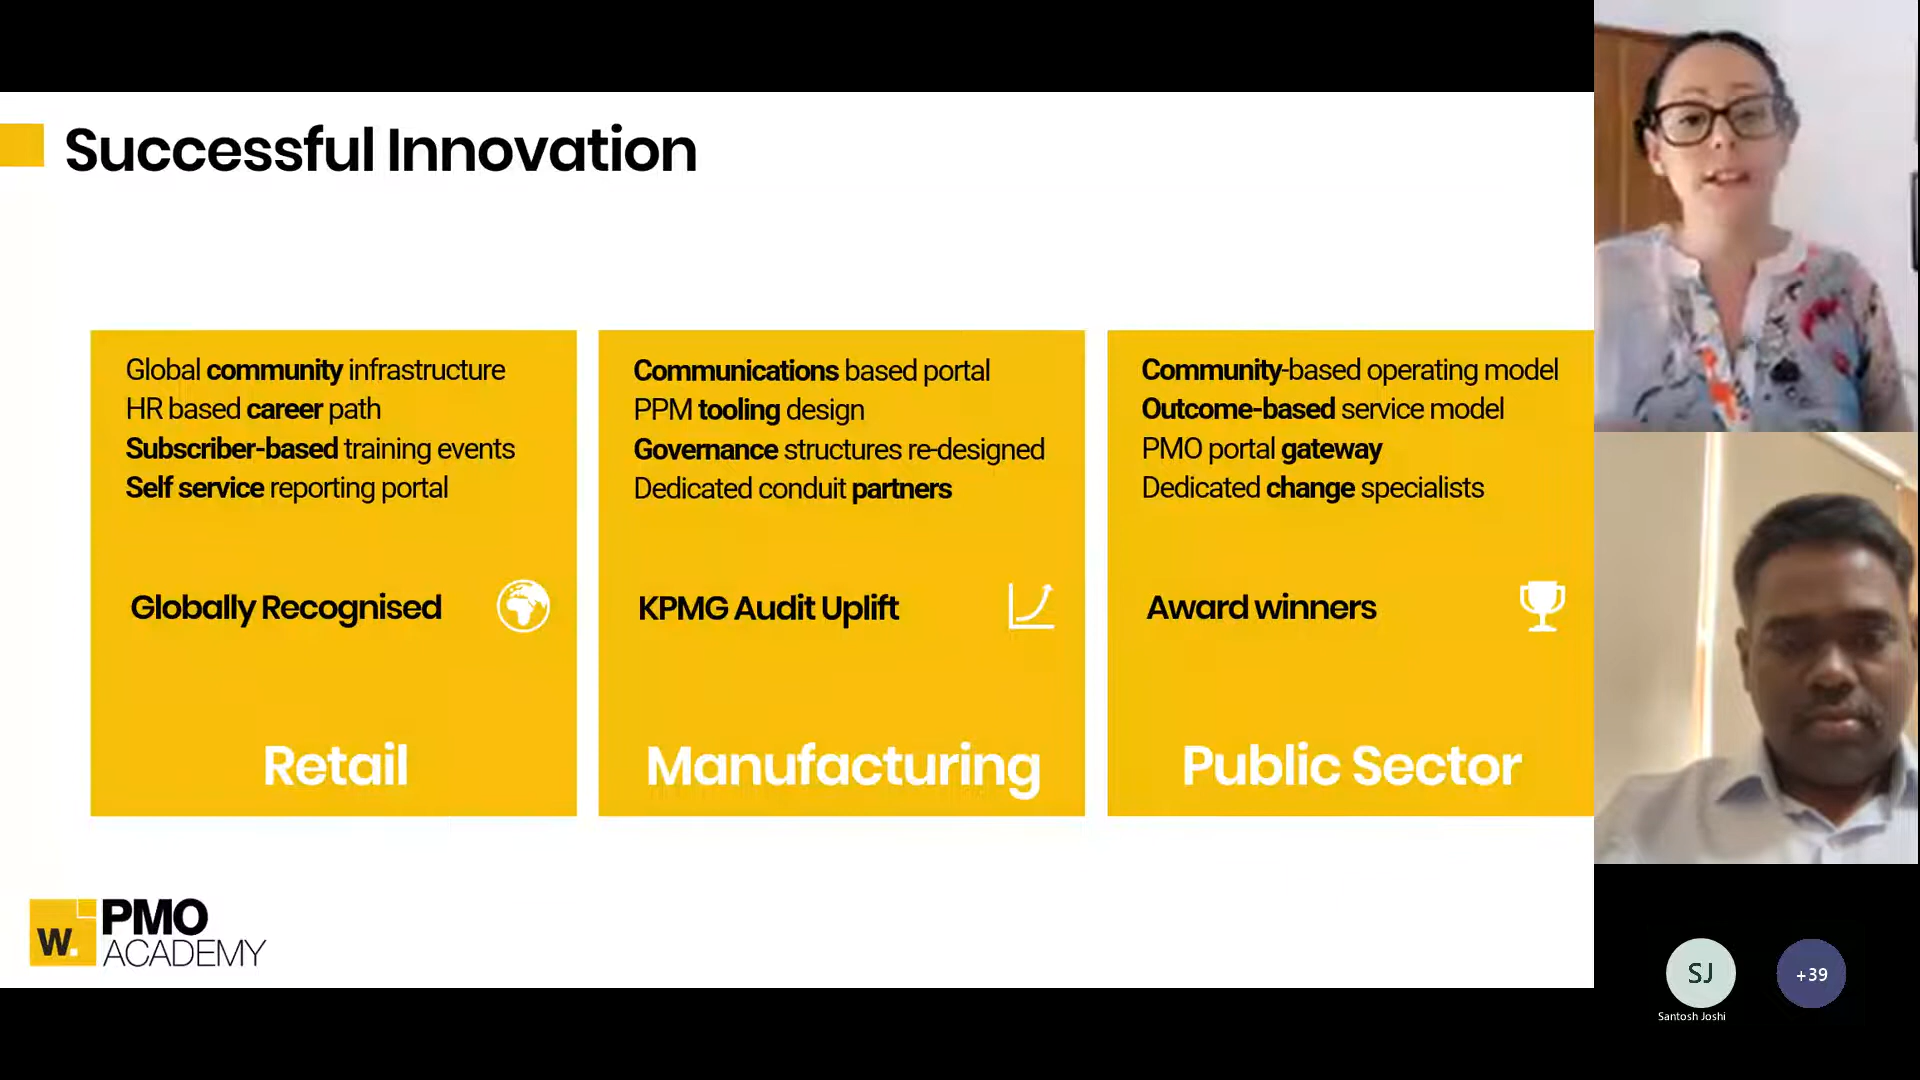 Successful Innovation
Global community infrastructure
HR based career path
Subscriber-based training events
Self service reporting portal
Globally Recognised
Retail
Communications based portal
PPM tooling design
Governance structures re-designed
Dedicated conduit partners
KPMG Audit Uplift
Manufacturing
Community-based operating model
Outcome-based service model
PMO portal gateway
Dedicated change specialists
Award winners
Public Sector
W.
PMO
ACADEMY
SJ
Santosh Joshi
+39